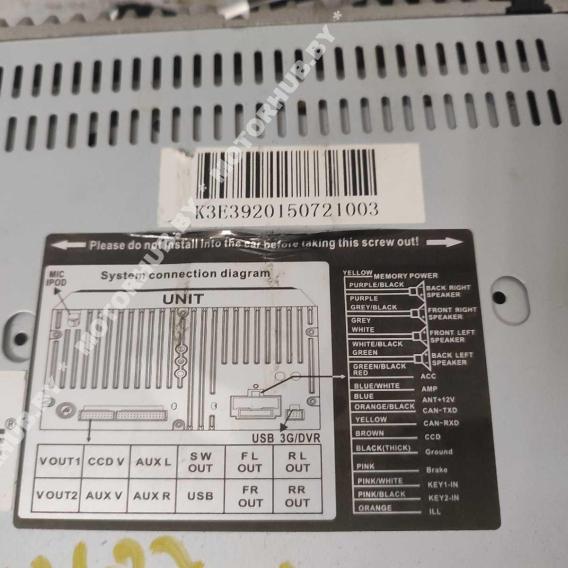 K3E3920150721003
Please do not install into the car before taking this screw out!
System connection diagram
MIC
IPOD
UNIT
USB 3G/DVR
VOUT1 CCD V AUX L SW OUT F L OUT R L OUT
VOUT2 AUX V AUX R USB FR OUT RR OUT
YELLOW MEMORY POWER
PURPLE/BLACK BACK RIGHT SPEAKER
PURPLE
GREY/BLACK FRONT RIGHT SPEAKER
GREY
WHITE FRONT LEFT SPEAKER
WHITE/BLACK
GREEN BACK LEFT SPEAKER
GREEN/BLACK
RED ACC
BLUE/WHITE AMP
BLUE ANT+12V
ORANGE/BLACK CAN-TXD
YELLOW CAN-RXD
BROWN CCD
BLACK(THICK) Ground
PINK Brake
PINK/WHITE KEY1-IN
PINK/BLACK KEY2-IN
ORANGE ILL
®
* MOTORHUB.BY * MOTORHUB.BY *